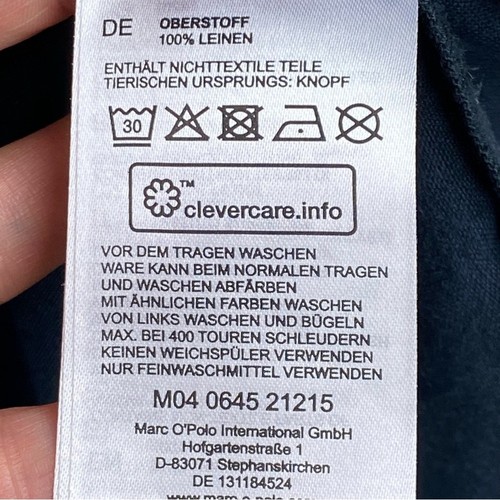 DE OBERSTOFF
100% LEINEN
ENTHÄLT NICHTTEXTILE TEILE
TIERISCHEN URSPRUNGS: KNOPF
30
™
clevercare.info
VOR DEM TRAGEN WASCHEN
WARE KANN BEIM NORMALEN TRAGEN
UND WASCHEN ABFÄRBEN
MIT ÄHNLICHEN FARBEN WASCHEN
VON LINKS WASCHEN UND BÜGELN
MAX. BEI 400 TOUREN SCHLEUDERN
KEINEN WEICHSPÜLER VERWENDEN
NUR FEINWASCHMITTEL VERWENDEN
M04 0645 21215
Marc O'Polo International GmbH
Hofgartenstraße 1
D-83071 Stephanskirchen
DE 131184524